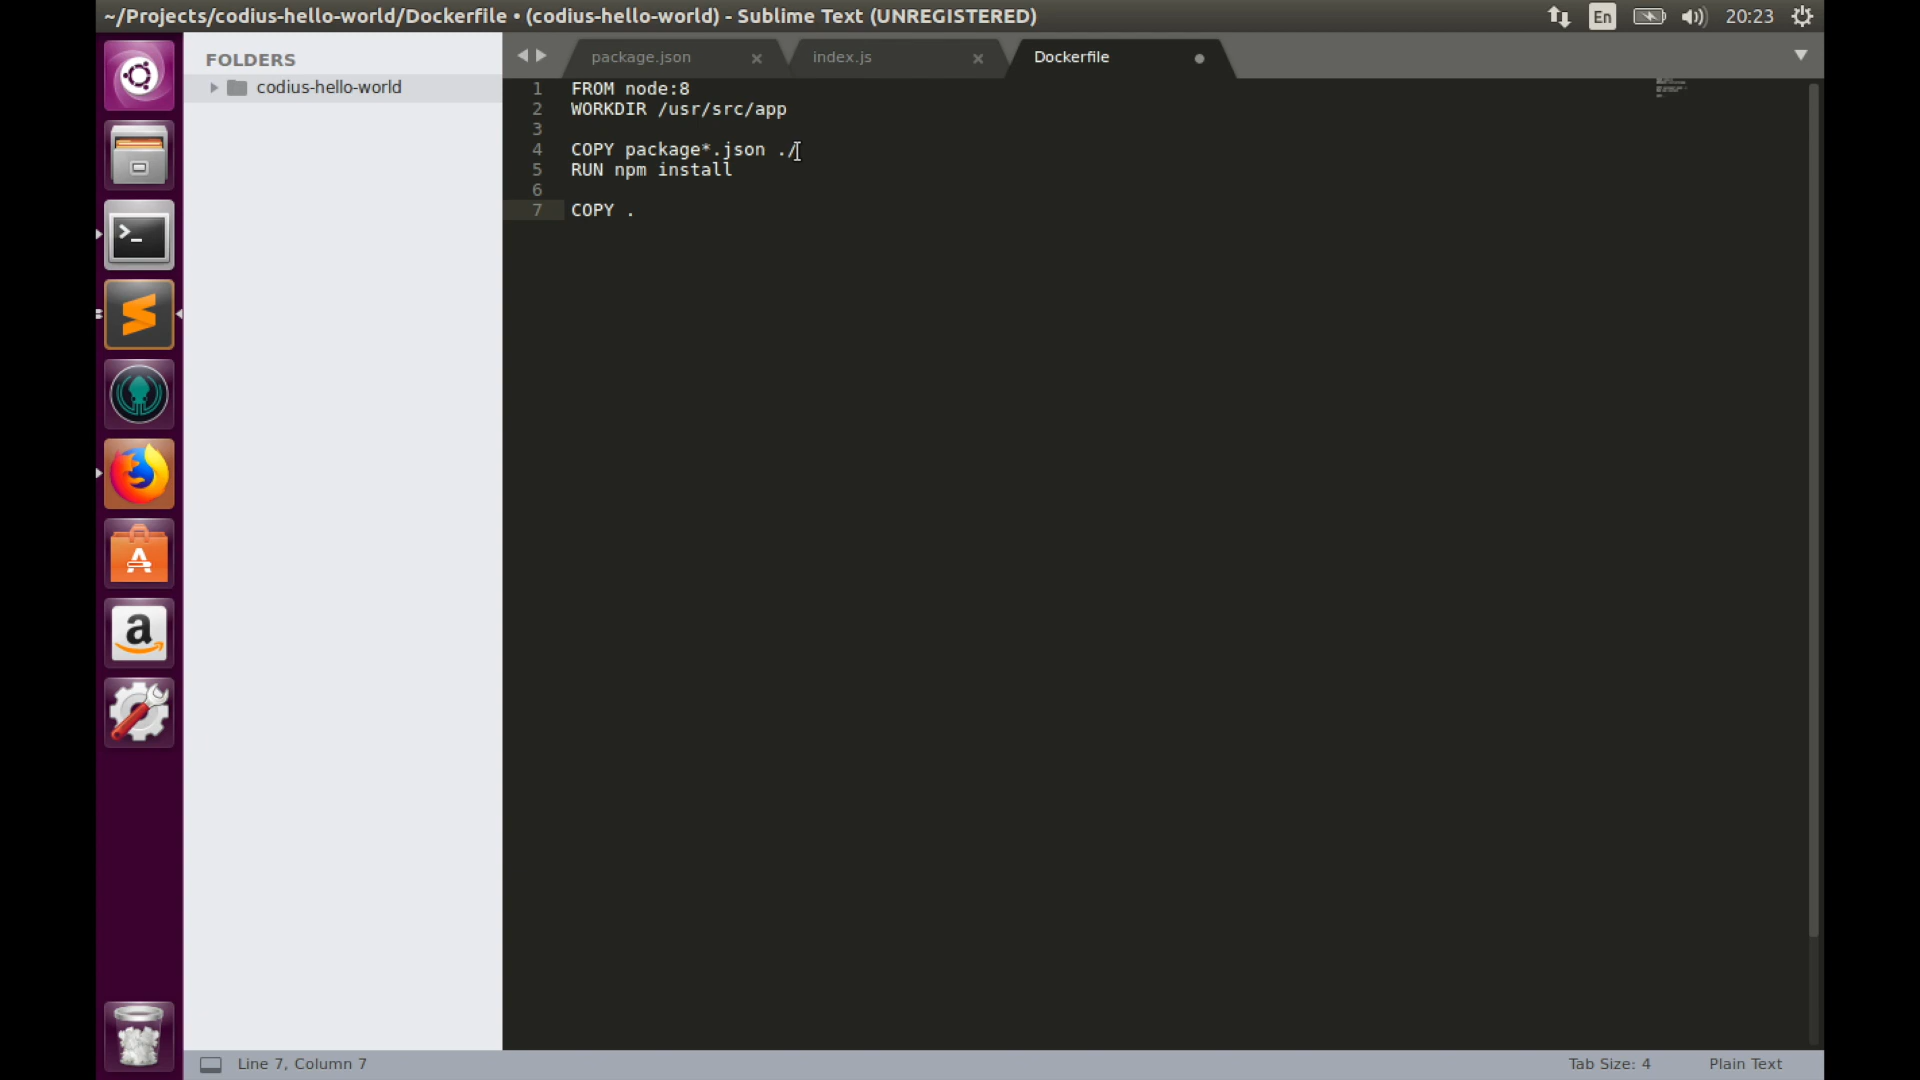 ~/Projects/codius-hello-world/Dockerfile • (codius-hello-world) - Sublime Text (UNREGISTERED)
En
20:23
FOLDERS
codius-hello-world
package.json
index.js
Dockerfile
1 FROM node:8
2 WORKDIR /usr/src/app
3
4 COPY package*.json ./
5 RUN npm install
6
7 COPY .
Line 7, Column 7
Tab Size: 4
Plain Text